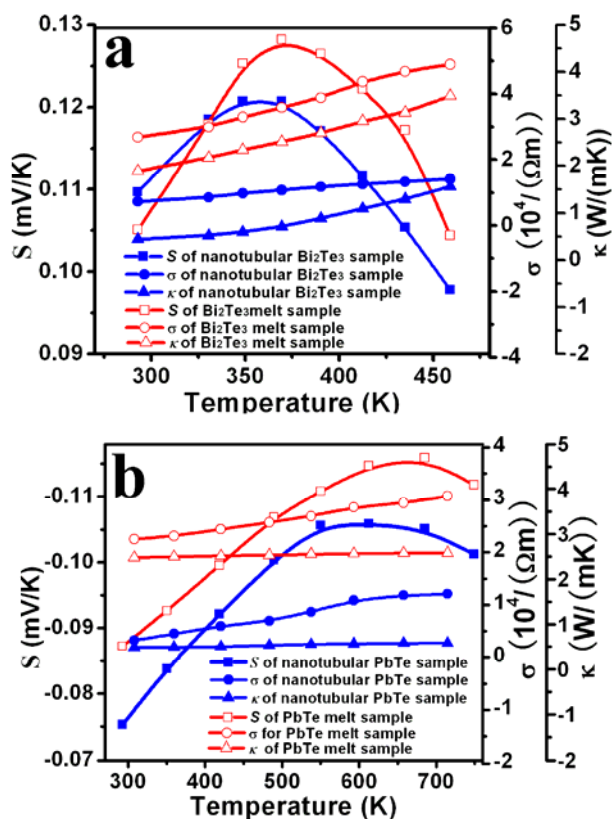 a
S (mV/K)
0.13
0.12
0.11
0.10
0.09
S of nanotubular Bi₂Te₃ sample
σ of nanotubular Bi₂Te₃ sample
κ of nanotubular Bi₂Te₃ sample
S of Bi₂Te₃melt sample
σ of Bi₂Te₃ melt sample
κ of Bi₂Te₃ melt sample
300 350 400 450
Temperature (K)
6
4
2
0
-2
-4
σ (10⁴/(Ωm))
5
4
3
2
1
0
-1
-2
κ (W/(mK))
b
S (mV/K)
-0.11
-0.10
-0.09
-0.08
-0.07
S of nanotubular PbTe sample
σ of nanotubular PbTe sample
κ of nanotubular PbTe sample
S of PbTe melt sample
σ for PbTe melt sample
κ of PbTe melt sample
300 400 500 600 700
Temperature (K)
4
3
2
1
0
-1
-2
σ (10⁴/(Ωm))
5
4
3
2
1
0
-1
-2
κ (W/(mK))